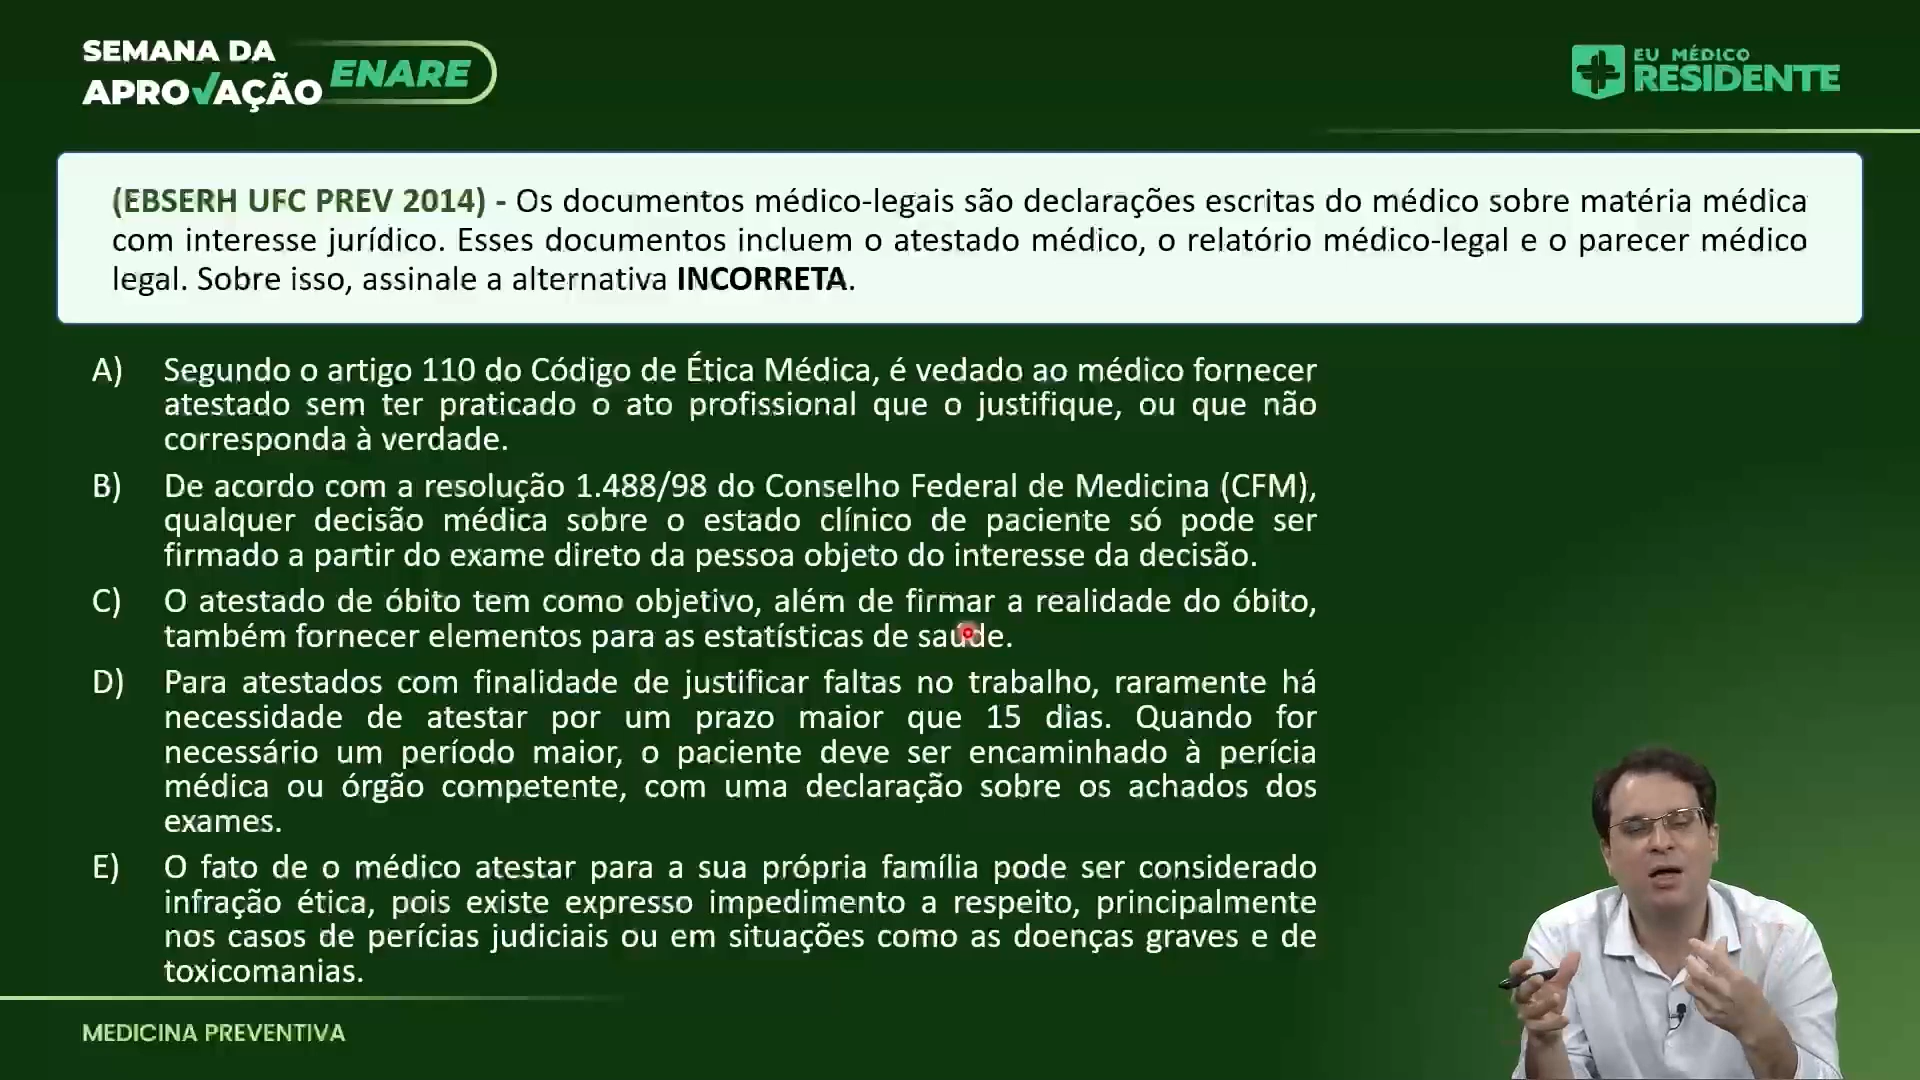 SEMANA DA
APROVAÇÃO ENARE
EU MÉDICO
RESIDENTE
(EBSERH UFC PREV 2014) - Os documentos médico-legais são declarações escritas do médico sobre matéria médica
com interesse jurídico. Esses documentos incluem o atestado médico, o relatório médico-legal e o parecer médico
legal. Sobre isso, assinale a alternativa INCORRETA.
A) Segundo o artigo 110 do Código de Ética Médica, é vedado ao médico fornecer
atestado sem ter praticado o ato profissional que o justifique, ou que não
corresponda à verdade.
B) De acordo com a resolução 1.488/98 do Conselho Federal de Medicina (CFM),
qualquer decisão médica sobre o estado clínico de paciente só pode ser
firmado a partir do exame direto da pessoa objeto do interesse da decisão.
C) O atestado de óbito tem como objetivo, além de firmar a realidade do óbito,
também fornecer elementos para as estatísticas de saúde.
D) Para atestados com finalidade de justificar faltas no trabalho, raramente há
necessidade de atestar por um prazo maior que 15 dias. Quando for
necessário um período maior, o paciente deve ser encaminhado à perícia
médica ou órgão competente, com uma declaração sobre os achados dos
exames.
E) O fato de o médico atestar para a sua própria família pode ser considerado
infração ética, pois existe expresso impedimento a respeito, principalmente
nos casos de perícias judiciais ou em situações como as doenças graves e de
toxicomanias.
MEDICINA PREVENTIVA